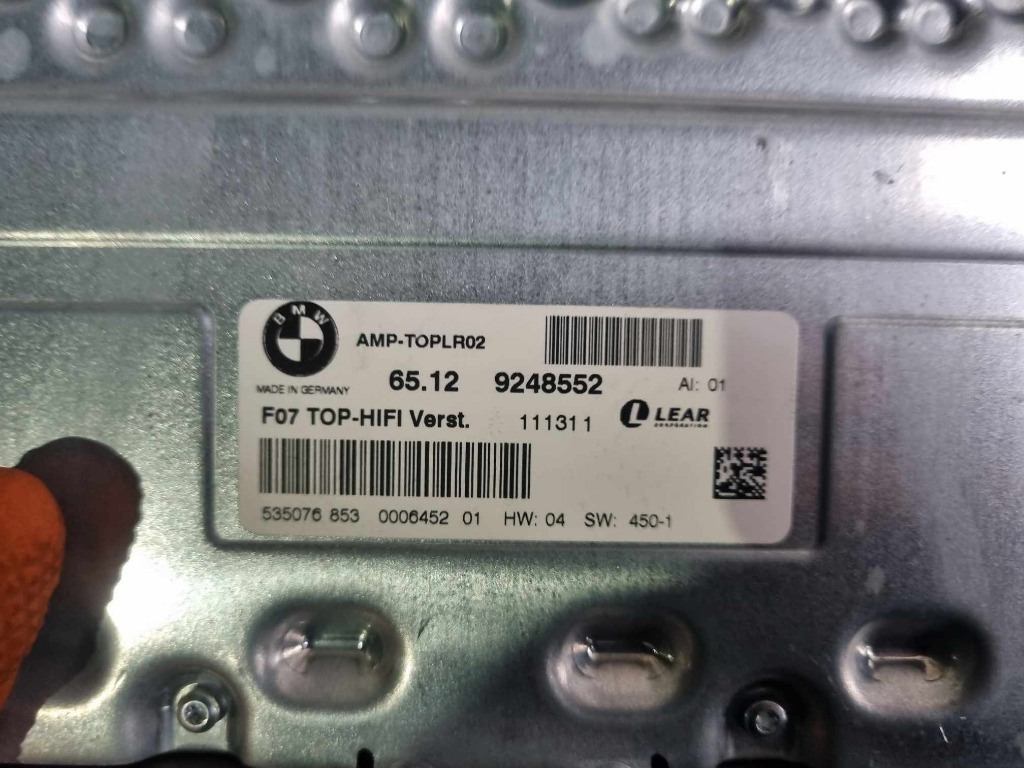 BMW
AMP-TOPLR02
MADE IN GERMANY 65.12 9248552 AI: 01
F07 TOP-HIFI Verst. 111311 LEAR
CORPORATION
535076 853 0006452 01 HW: 04 SW: 450-1